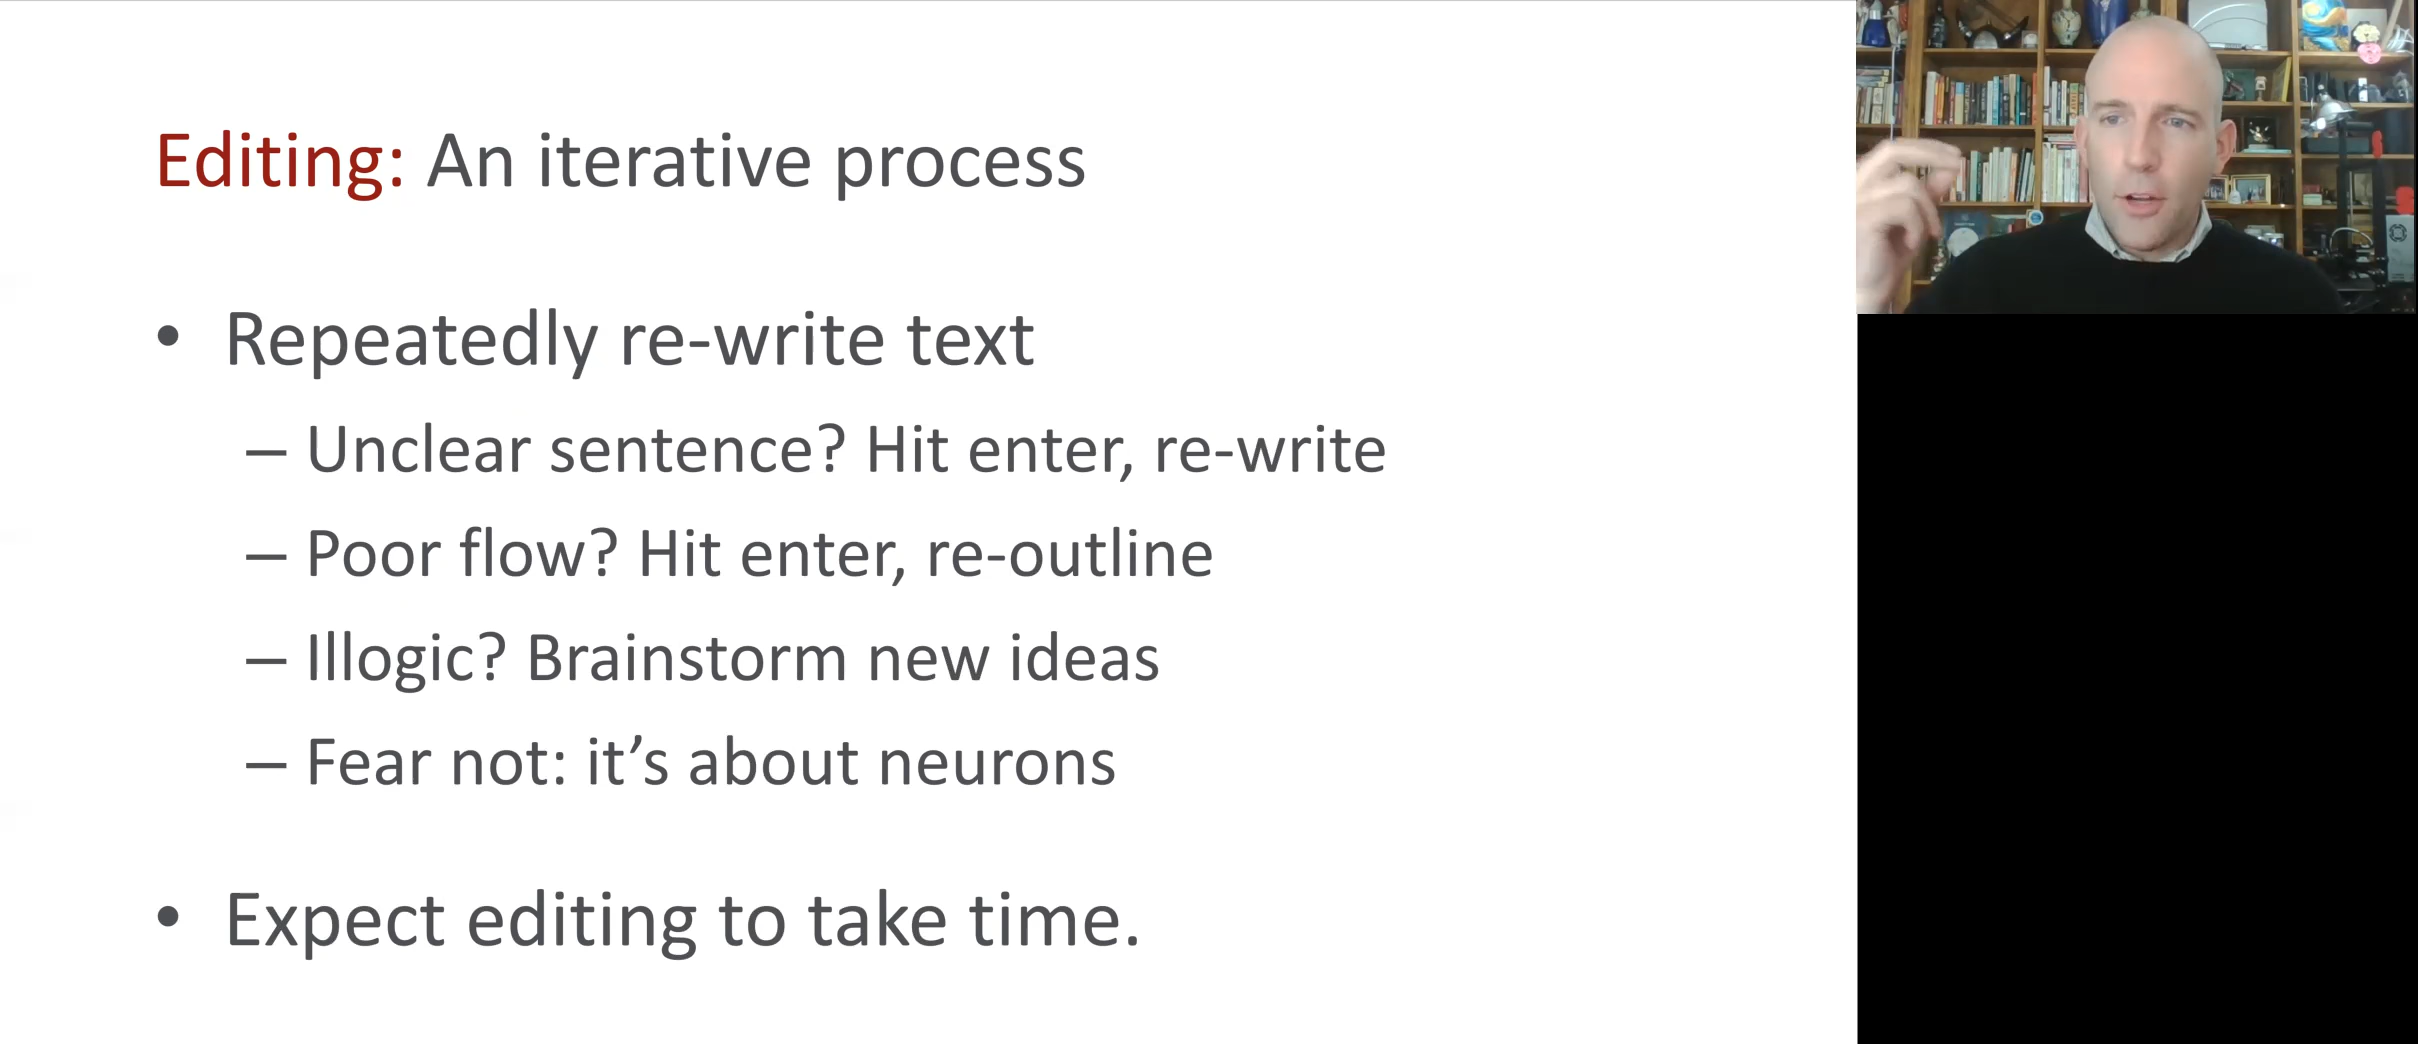 Editing: An iterative process
• Repeatedly re-write text
– Unclear sentence? Hit enter, re-write
– Poor flow? Hit enter, re-outline
– Illogic? Brainstorm new ideas
– Fear not: it’s about neurons
• Expect editing to take time.